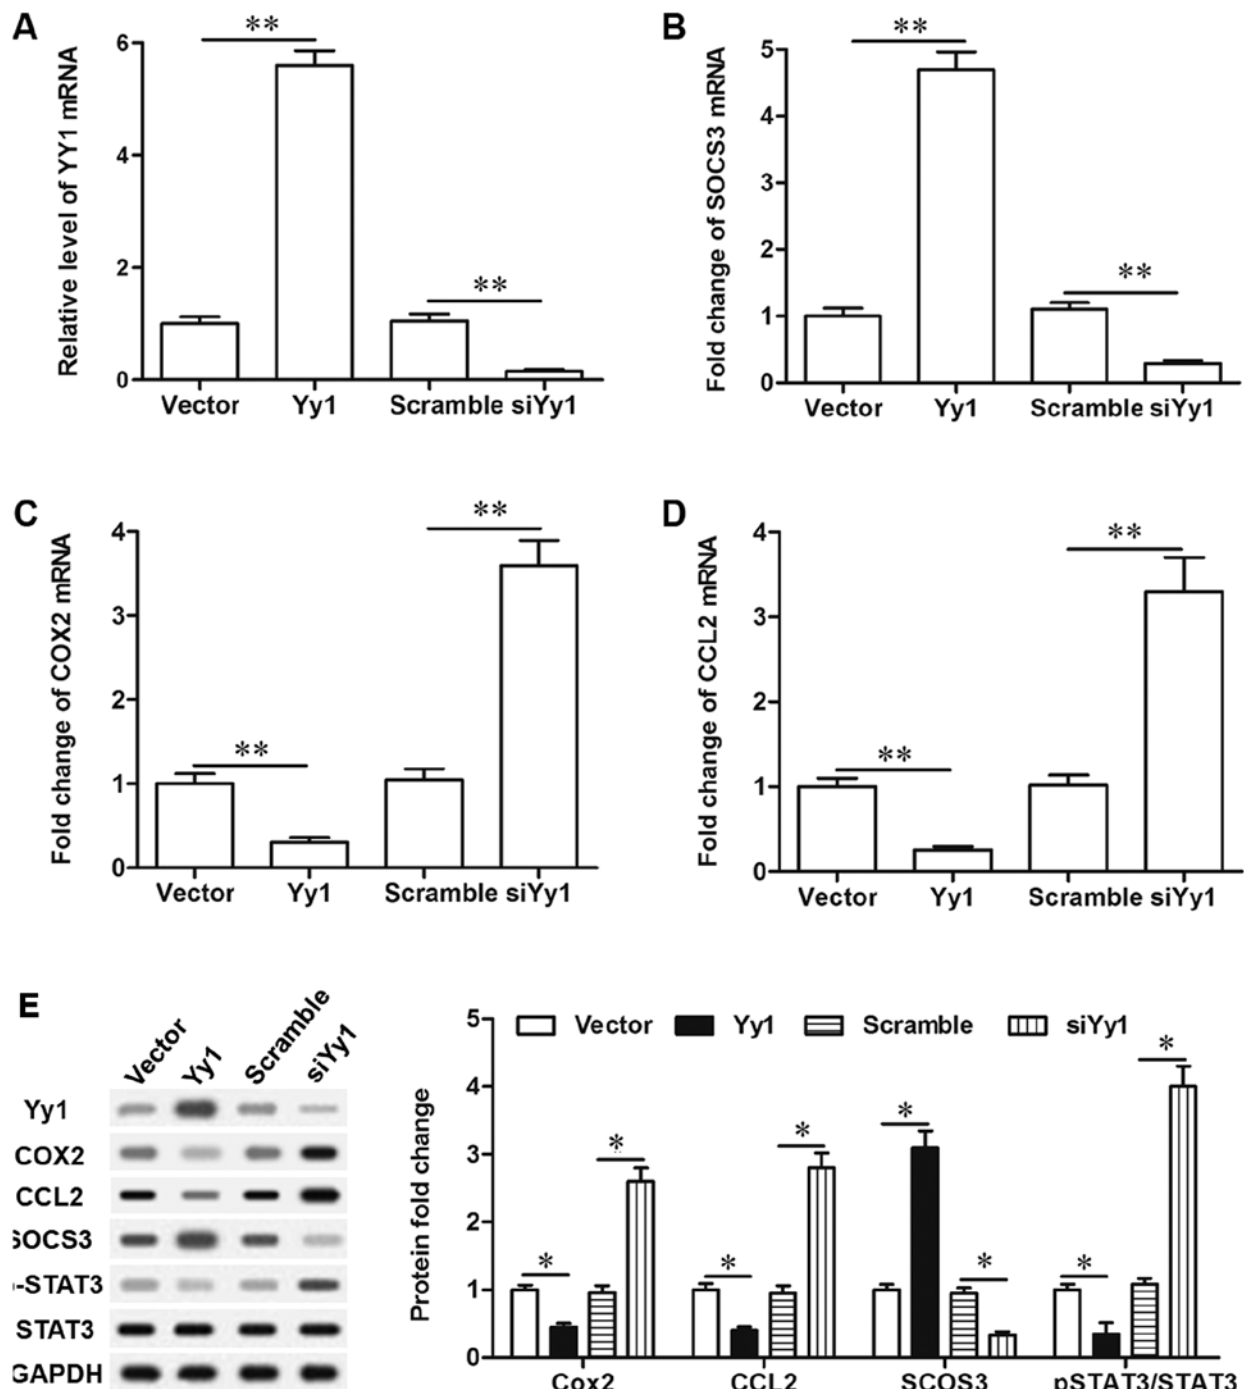 A
**
Relative level of YY1 mRNA
6
4
2
0
**
Vector Yy1 Scramble siYy1
B
**
Fold change of SOCS3 mRNA
5
4
3
2
1
0
**
Vector Yy1 Scramble siYy1
C
**
Fold change of COX2 mRNA
4
3
2
1
0
**
Vector Yy1 Scramble siYy1
D
**
Fold change of CCL2 mRNA
4
3
2
1
0
**
Vector Yy1 Scramble siYy1
E
Vector Yy1 Scramble siYy1
Yy1
COX2
CCL2
SOCS3
-STAT3
STAT3
GAPDH
Vector Yy1 Scramble siYy1
Protein fold change
5
4
3
2
1
0
* * * * * * * *
Cox2 CCL2 SCOS3 pSTAT3/STAT3